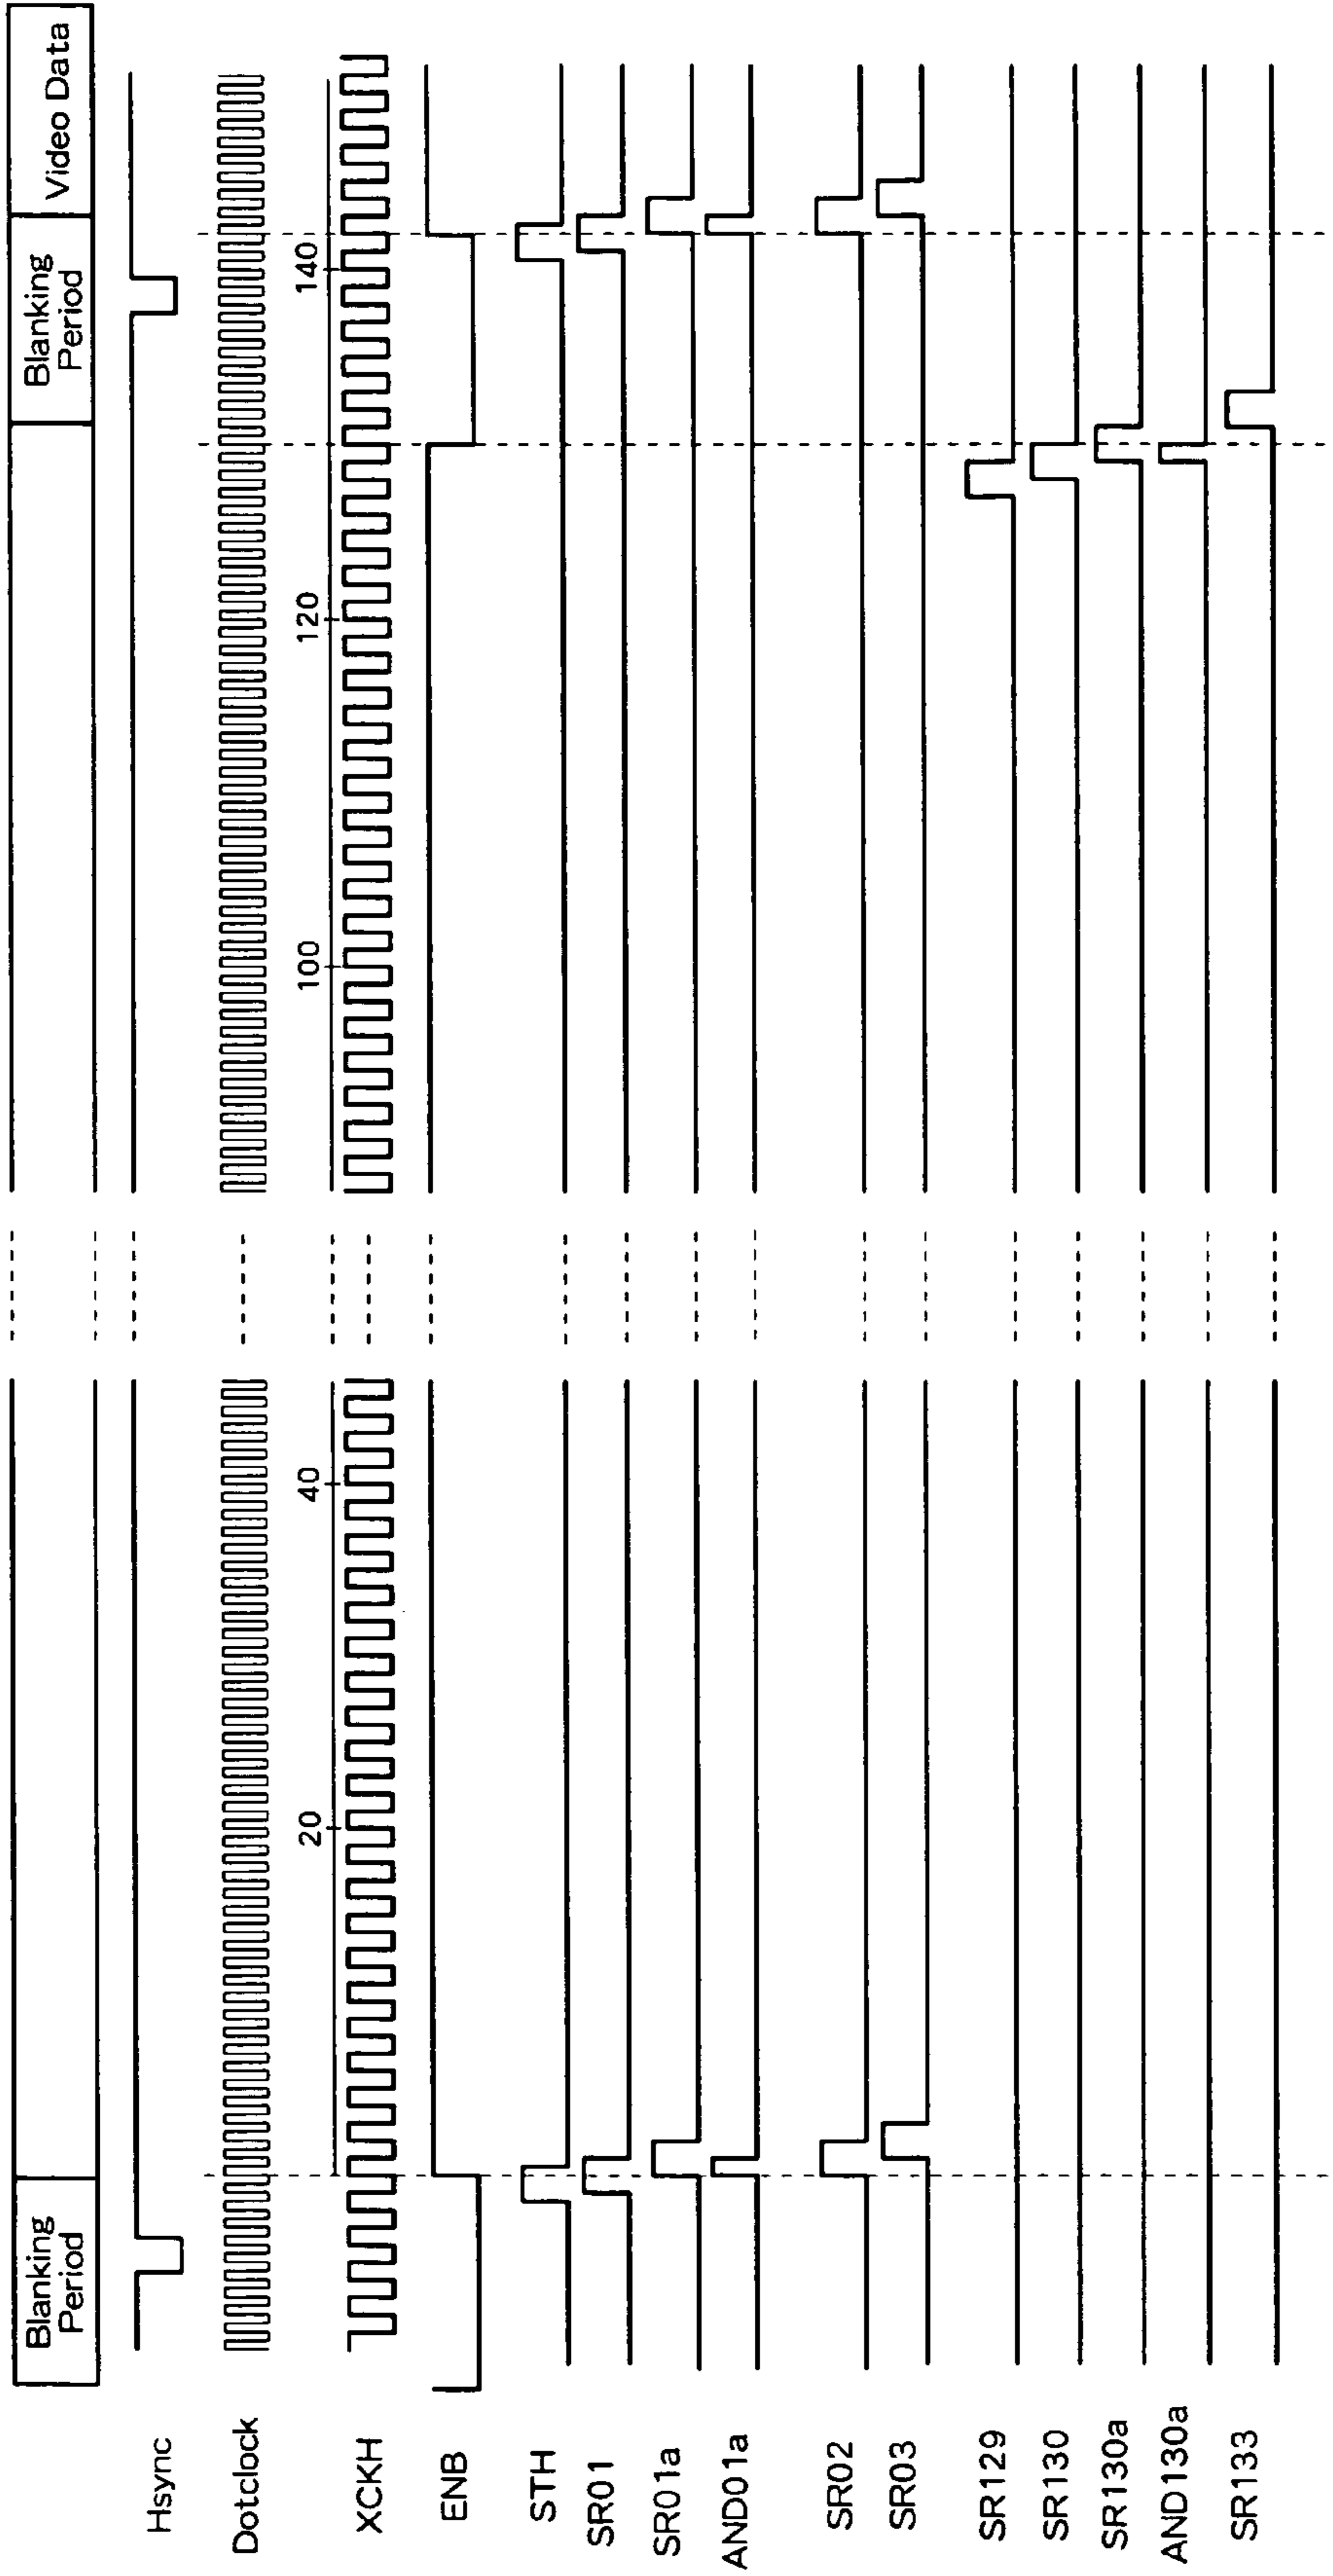 Blanking
Period
Blanking
Period
Video Data
Hsync
Dotclock
20
40
100
120
140
XCKH
ENB
STH
SR01
SR01a
AND01a
SR02
SR03
SR129
SR130
SR130a
AND130a
SR133